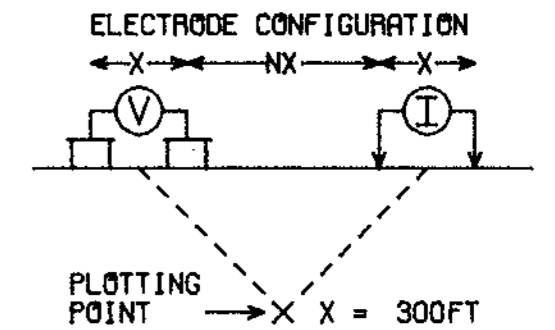 ELECTRODE CONFIGURATION
X NX X
V I
PLOTTING
POINT X X = 300FT